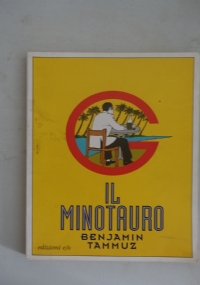 IL
MINOTAURO
BENJAMIN
TAMMUZ
edizioni e/o